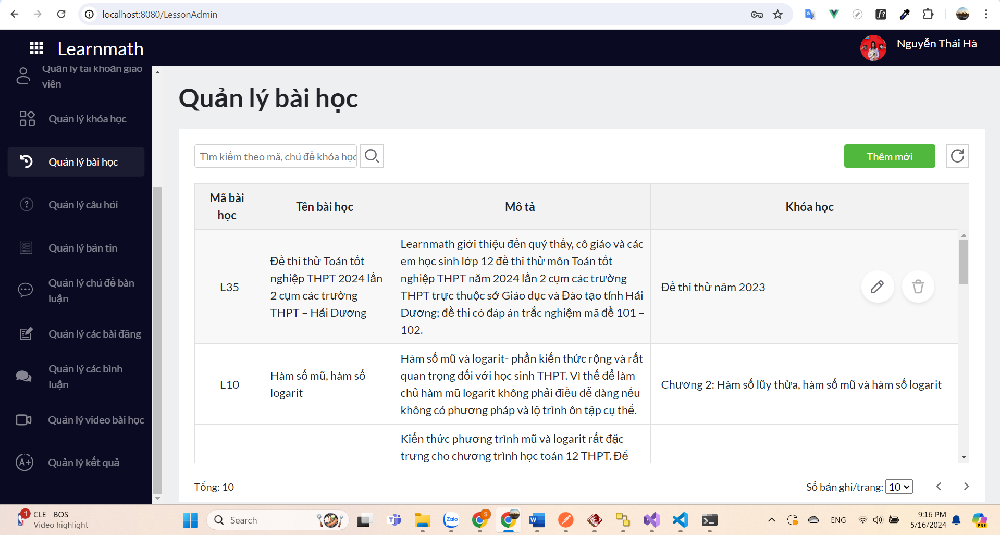 localhost:8080/LessonAdmin
Learnmath
Nguyễn Thái Hà
Quản lý tài khoản giáo
viên
Quản lý khóa học
Quản lý bài học
Quản lý câu hỏi
Quản lý bản tin
Quản lý chủ đề bàn
luận
Quản lý các bài đăng
Quản lý các bình
luận
Quản lý video bài học
A+
Quản lý kết quả
Quản lý bài học
Tìm kiếm theo mã, chủ đề khóa học
Thêm mới
Mã bài
học
Tên bài học
Mô tả
Khóa học
L35
Đề thi thử Toán tốt
nghiệp THPT 2024 lần
2 cụm các trường
THPT – Hải Dương
Learnmath giới thiệu đến quý thầy, cô giáo và các
em học sinh lớp 12 đề thi thử môn Toán tốt
nghiệp THPT năm 2024 lần 2 cụm các trường
THPT trực thuộc sở Giáo dục và Đào tạo tỉnh Hải
Dương; đề thi có đáp án trắc nghiệm mã đề 101 –
102.
Đề thi thử năm 2023
L10
Hàm số mũ, hàm số
logarit
Hàm số mũ và logarit- phần kiến thức rộng và rất
quan trọng đối với học sinh THPT. Vì thế để làm
chủ hàm mũ logarit không phải điều dễ dàng nếu
không có phương pháp và lộ trình ôn tập cụ thể.
Chương 2: Hàm số lũy thừa, hàm số mũ và hàm số logarit
Kiến thức phương trình mũ và logarit rất đặc
trưng cho chương trình học toán 12 THPT. Để
Tổng: 10
Số bản ghi/trang: 10
1
CLE - BOS
Video highlight
Search
Zalo
S
ENG
9:16 PM
5/16/2024
PRE